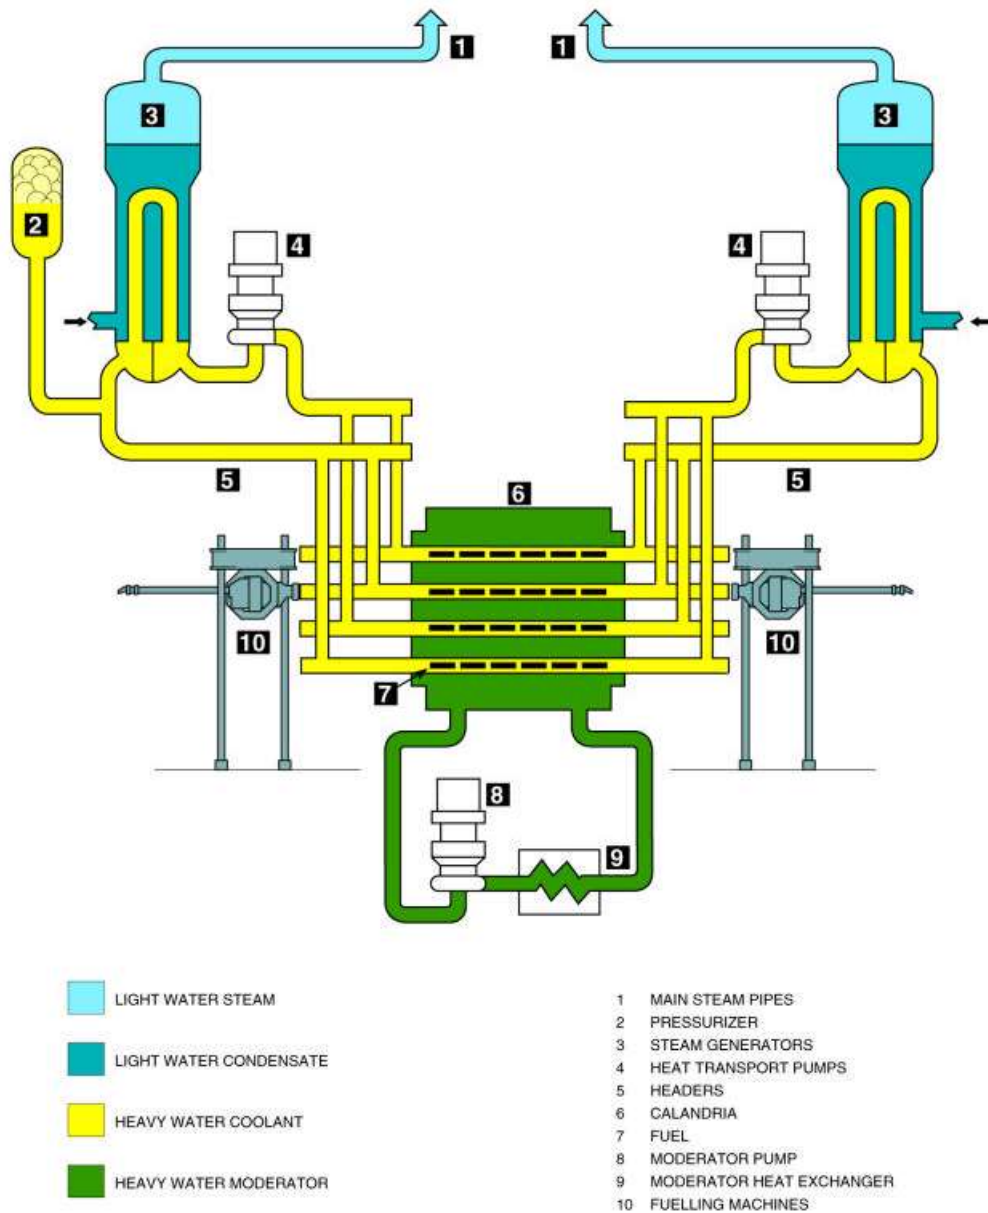 1 1
3 3
2
4 4
5 5
6
10 10
7
8
9
LIGHT WATER STEAM
LIGHT WATER CONDENSATE
HEAVY WATER COOLANT
HEAVY WATER MODERATOR
1 MAIN STEAM PIPES
2 PRESSURIZER
3 STEAM GENERATORS
4 HEAT TRANSPORT PUMPS
5 HEADERS
6 CALANDRIA
7 FUEL
8 MODERATOR PUMP
9 MODERATOR HEAT EXCHANGER
10 FUELLING MACHINES